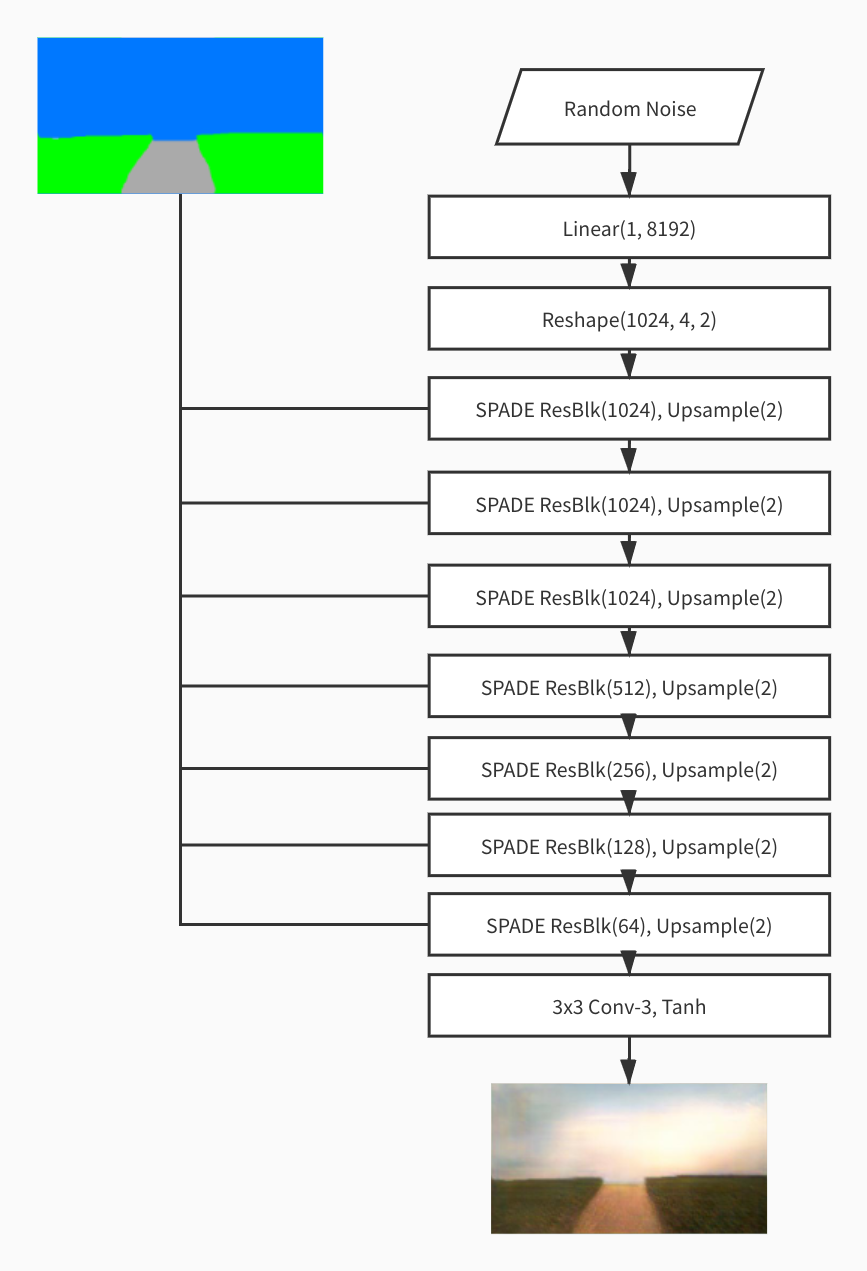 Random Noise
Linear(1, 8192)
Reshape(1024, 4, 2)
SPADE ResBlk(1024), Upsample(2)
SPADE ResBlk(1024), Upsample(2)
SPADE ResBlk(1024), Upsample(2)
SPADE ResBlk(512), Upsample(2)
SPADE ResBlk(256), Upsample(2)
SPADE ResBlk(128), Upsample(2)
SPADE ResBlk(64), Upsample(2)
3x3 Conv-3, Tanh